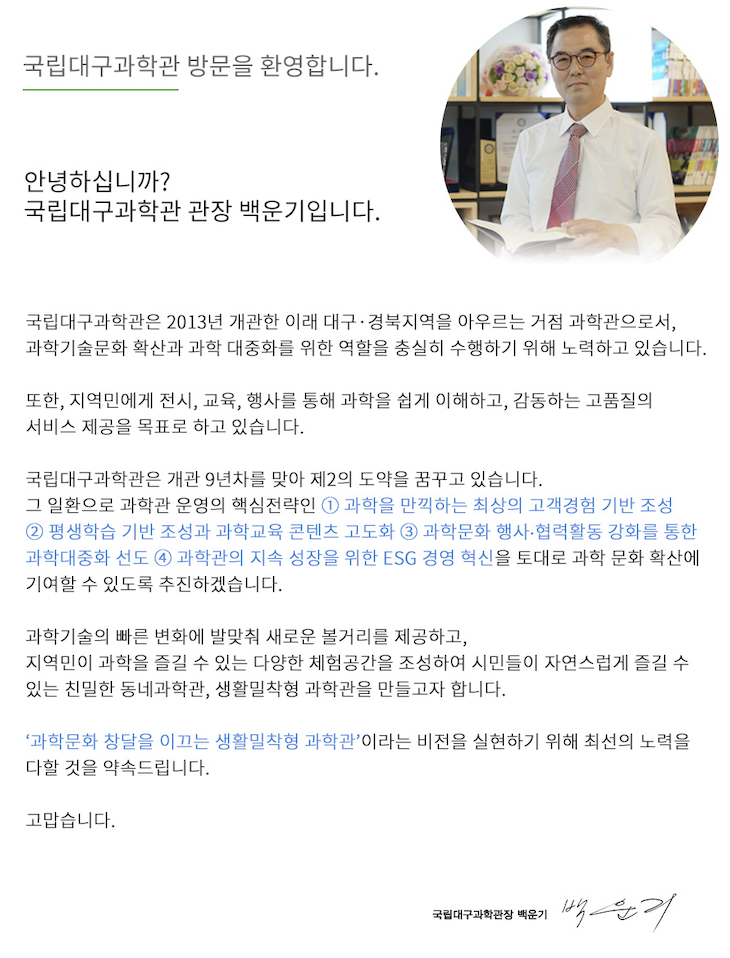 국립대구과학관 방문을 환영합니다.
안녕하십니까?
국립대구과학관 관장 백운기입니다.
국립대구과학관은 2013년 개관한 이래 대구·경북지역을 아우르는 거점 과학관으로서,
과학기술문화 확산과 과학 대중화를 위한 역할을 충실히 수행하기 위해 노력하고 있습니다.
또한, 지역민에게 전시, 교육, 행사를 통해 과학을 쉽게 이해하고, 감동하는 고품질의
서비스 제공을 목표로 하고 있습니다.
국립대구과학관은 개관 9년차를 맞아 제2의 도약을 꿈꾸고 있습니다.
그 일환으로 과학관 운영의 핵심전략인 ① 과학을 만끽하는 최상의 고객경험 기반 조성
② 평생학습 기반 조성과 과학교육 콘텐츠 고도화 ③ 과학문화 행사·협력활동 강화를 통한
과학대중화 선도 ④ 과학관의 지속 성장을 위한 ESG 경영 혁신을 토대로 과학 문화 확산에
기여할 수 있도록 추진하겠습니다.
과학기술의 빠른 변화에 발맞춰 새로운 볼거리를 제공하고,
지역민이 과학을 즐길 수 있는 다양한 체험공간을 조성하여 시민들이 자연스럽게 즐길 수
있는 친밀한 동네과학관, 생활밀착형 과학관을 만들고자 합니다.
‘과학문화 창달을 이끄는 생활밀착형 과학관’이라는 비전을 실현하기 위해 최선의 노력을
다할 것을 약속드립니다.
고맙습니다.
국립대구과학관장 백운기 백운기